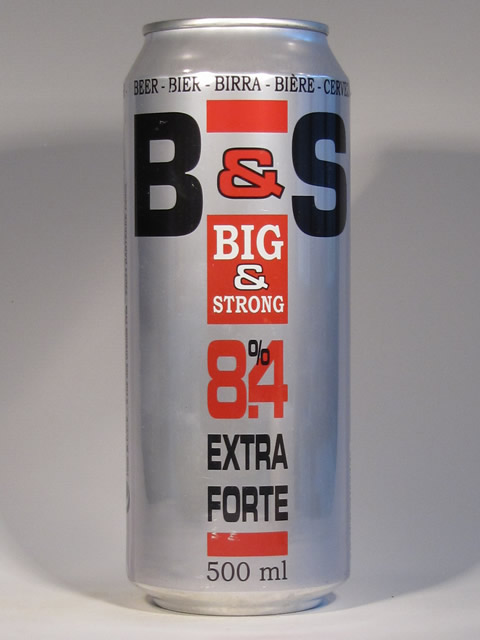 BEER - BIER - BIRRA - BIÈRE - CERVE
B & S
BIG
&
STRONG
8.4%
EXTRA
FORTE
500 ml